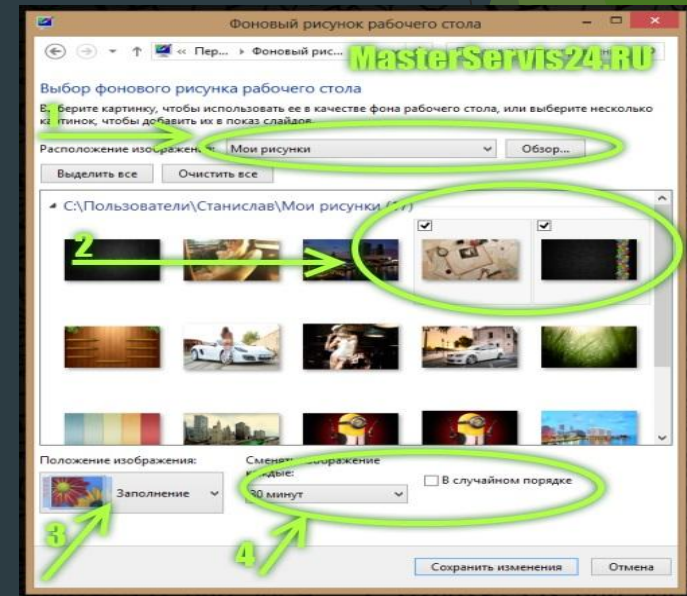 Фоновый рисунок рабочего стола
« Пер... ▸ Фоновый рис...
MasterServis24.RU
Выбор фонового рисунка рабочего стола
Выберите картинку, чтобы использовать ее в качестве фона рабочего стола, или выберите несколько
картинок, чтобы добавить их в показ слайдов.
1
Расположение изображения: Мои рисунки Обзор...
Выделить все Очистить все
С:\Пользователи\Станислав\Мои рисунки (17)
2
Положение изображения: Сменять изображение
каждые:
Заполнение 30 минут В случайном порядке
3
4
Сохранить изменения Отмена